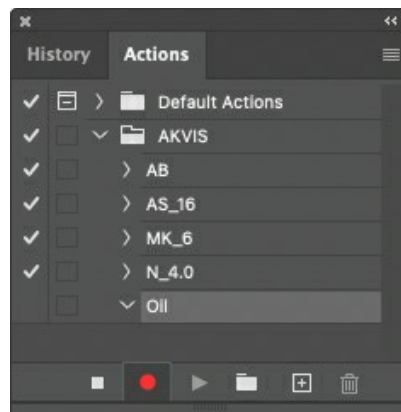 History Actions
Default Actions
AKVIS
AB
AS_16
MK_6
N_4.0
Oil